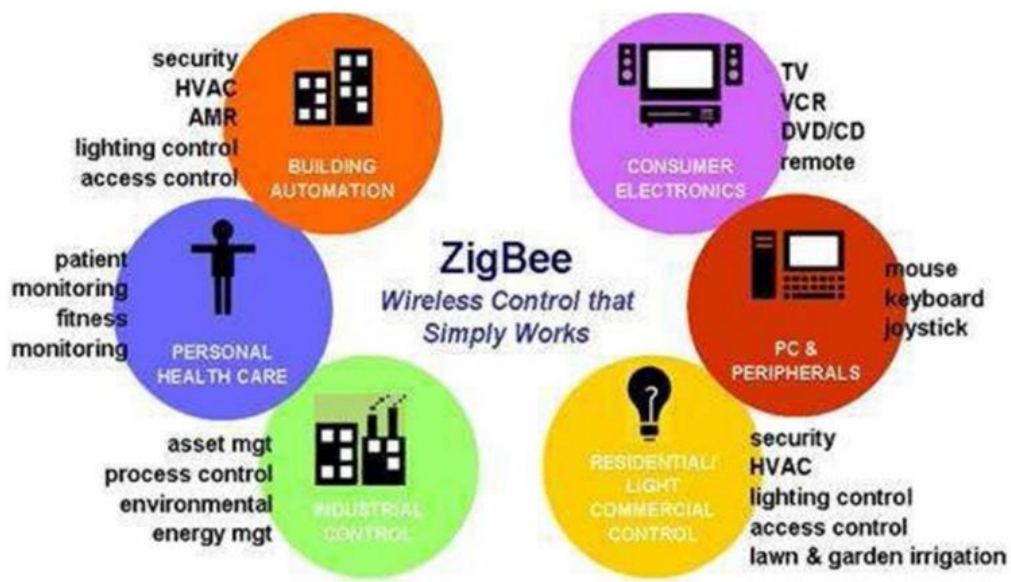 security
HVAC
AMR
lighting control
access control
BUILDING
AUTOMATION
TV
VCR
DVD/CD
remote
CONSUMER
ELECTRONICS
patient
monitoring
fitness
monitoring
PERSONAL
HEALTH CARE
ZigBee
Wireless Control that
Simply Works
mouse
keyboard
joystick
PC &
PERIPHERALS
asset mgt
process control
environmental
energy mgt
INDUSTRIAL
CONTROL
?
RESIDENTIAL/
LIGHT
COMMERCIAL
CONTROL
security
HVAC
lighting control
access control
lawn & garden irrigation